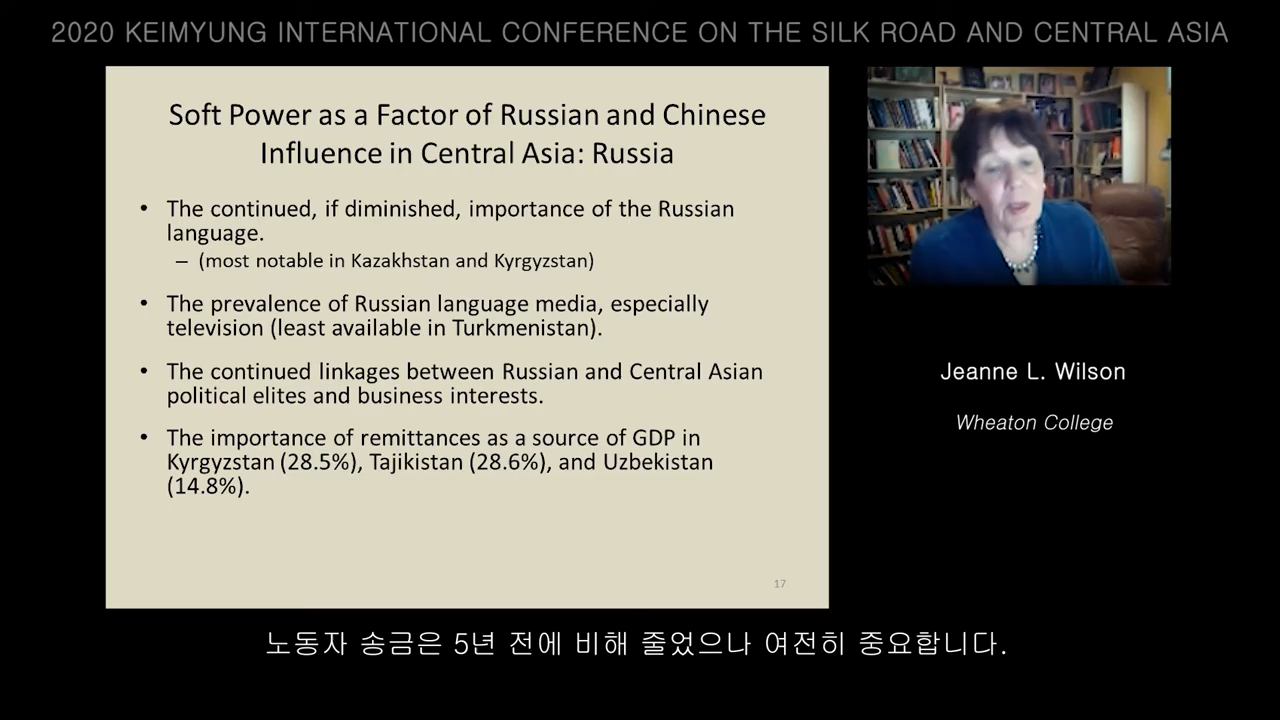 2020 KEIMYUNG INTERNATIONAL CONFERENCE ON THE SILK ROAD AND CENTRAL ASIA
Soft Power as a Factor of Russian and Chinese
Influence in Central Asia: Russia
• The continued, if diminished, importance of the Russian
language.
– (most notable in Kazakhstan and Kyrgyzstan)
• The prevalence of Russian language media, especially
television (least available in Turkmenistan).
• The continued linkages between Russian and Central Asian
political elites and business interests.
• The importance of remittances as a source of GDP in
Kyrgyzstan (28.5%), Tajikistan (28.6%), and Uzbekistan
(14.8%).
17
Jeanne L. Wilson
Wheaton College
노동자 송금은 5년 전에 비해 줄었으나 여전히 중요합니다.